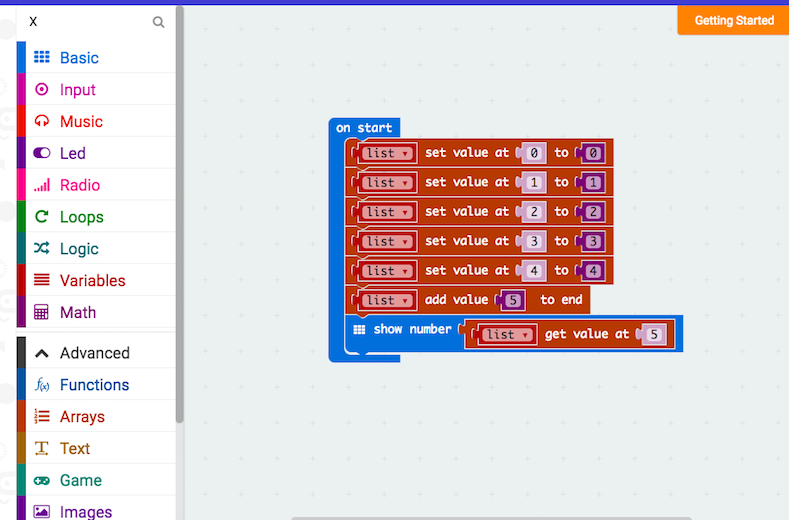 X
Getting Started
Basic
Input
Music
Led
Radio
Loops
Logic
Variables
Math
Advanced
f(x) Functions
1 2 3 Arrays
T Text
Game
Images
on start
list set value at 0 to 0
list set value at 1 to 1
list set value at 2 to 2
list set value at 3 to 3
list set value at 4 to 4
list add value 5 to end
show number list get value at 5